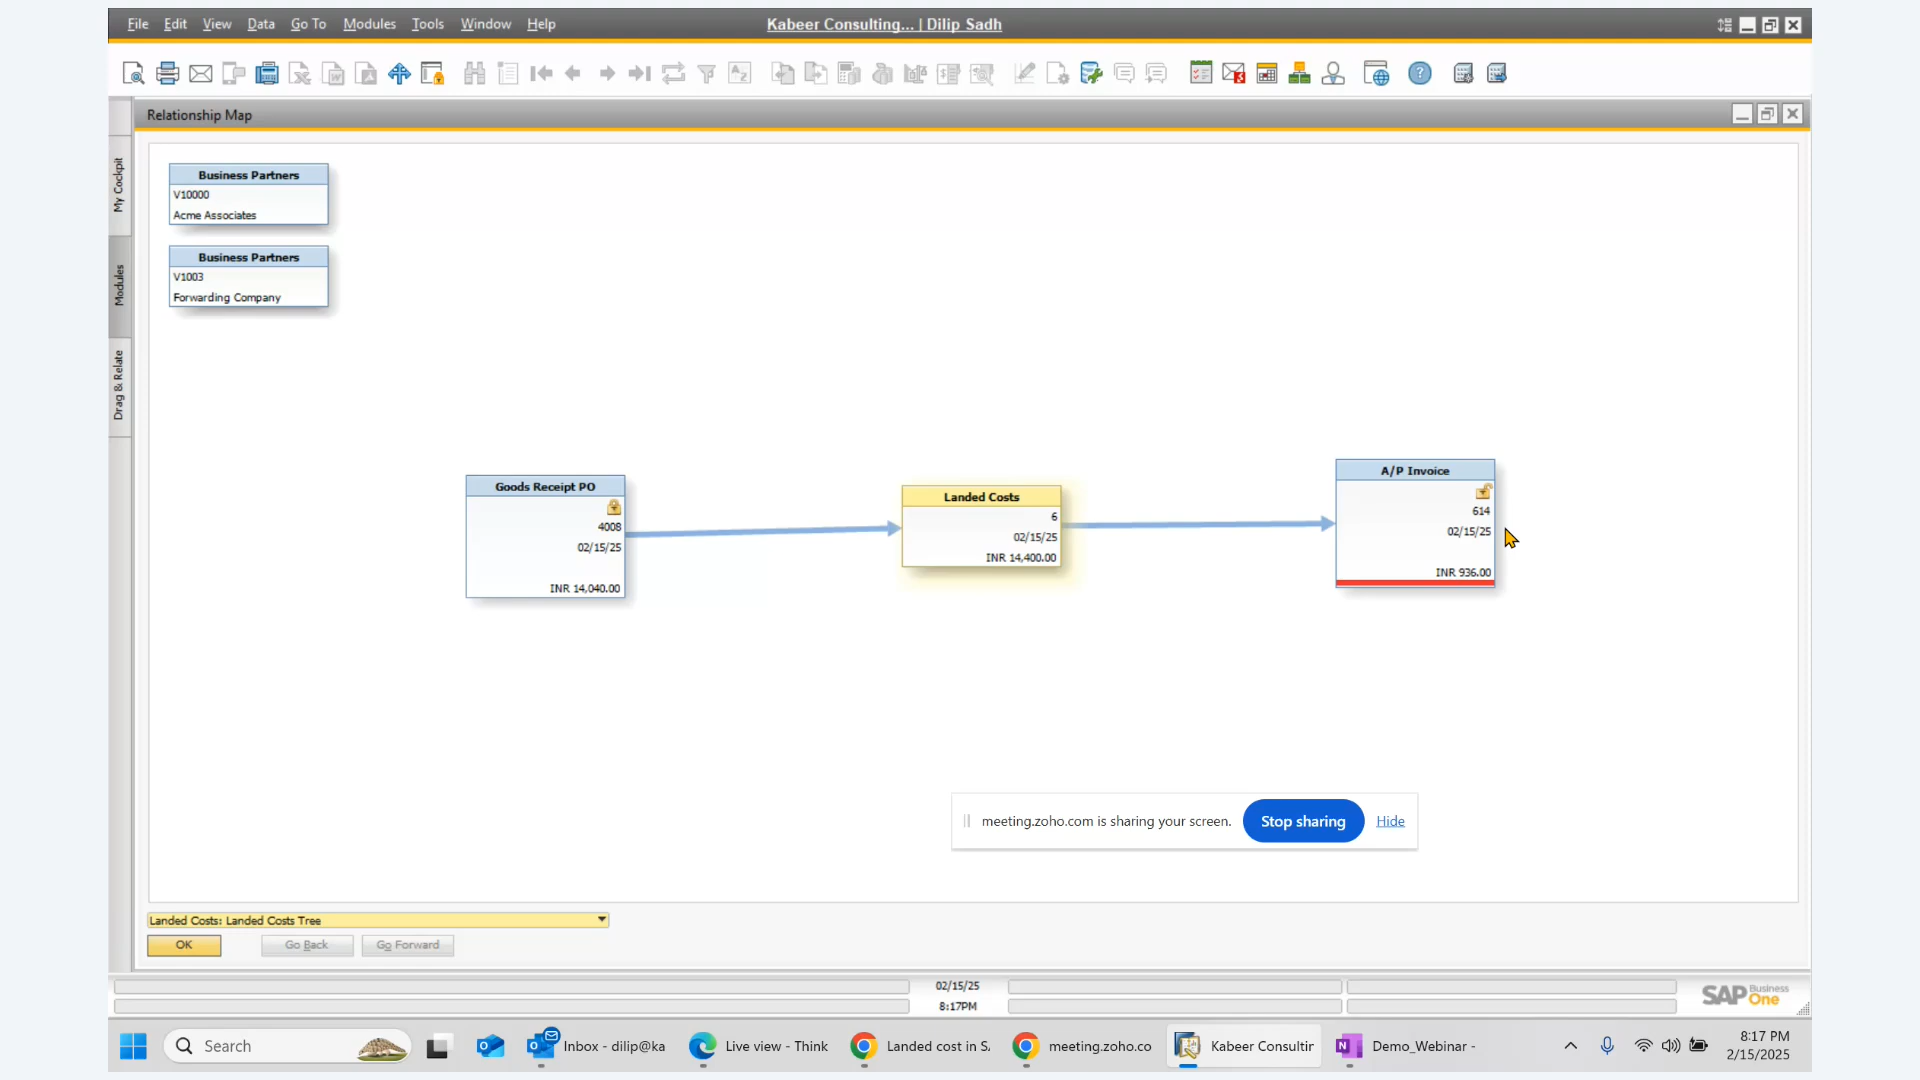 File Edit View Data Go To Modules Tools Window Help
Kabeer Consulting... | Dilip Sadh
Relationship Map
My Cockpit
Modules
Drag & Relate
Business Partners
V10000
Acme Associates
Business Partners
V1003
Forwarding Company
Goods Receipt PO
4008
02/15/25
INR 14,040.00
Landed Costs
6
02/15/25
INR 14,400.00
A/P Invoice
614
02/15/25
INR 936.00
meeting.zoho.com is sharing your screen. Stop sharing Hide
Landed Costs: Landed Costs Tree
OK Go Back Go Forward
02/15/25
8:17PM
SAP Business One
Search
Inbox - dilip@ka
Live view - Think
Landed cost in S
meeting.zoho.co
Kabeer Consultin
Demo_Webinar -
8:17 PM
2/15/2025